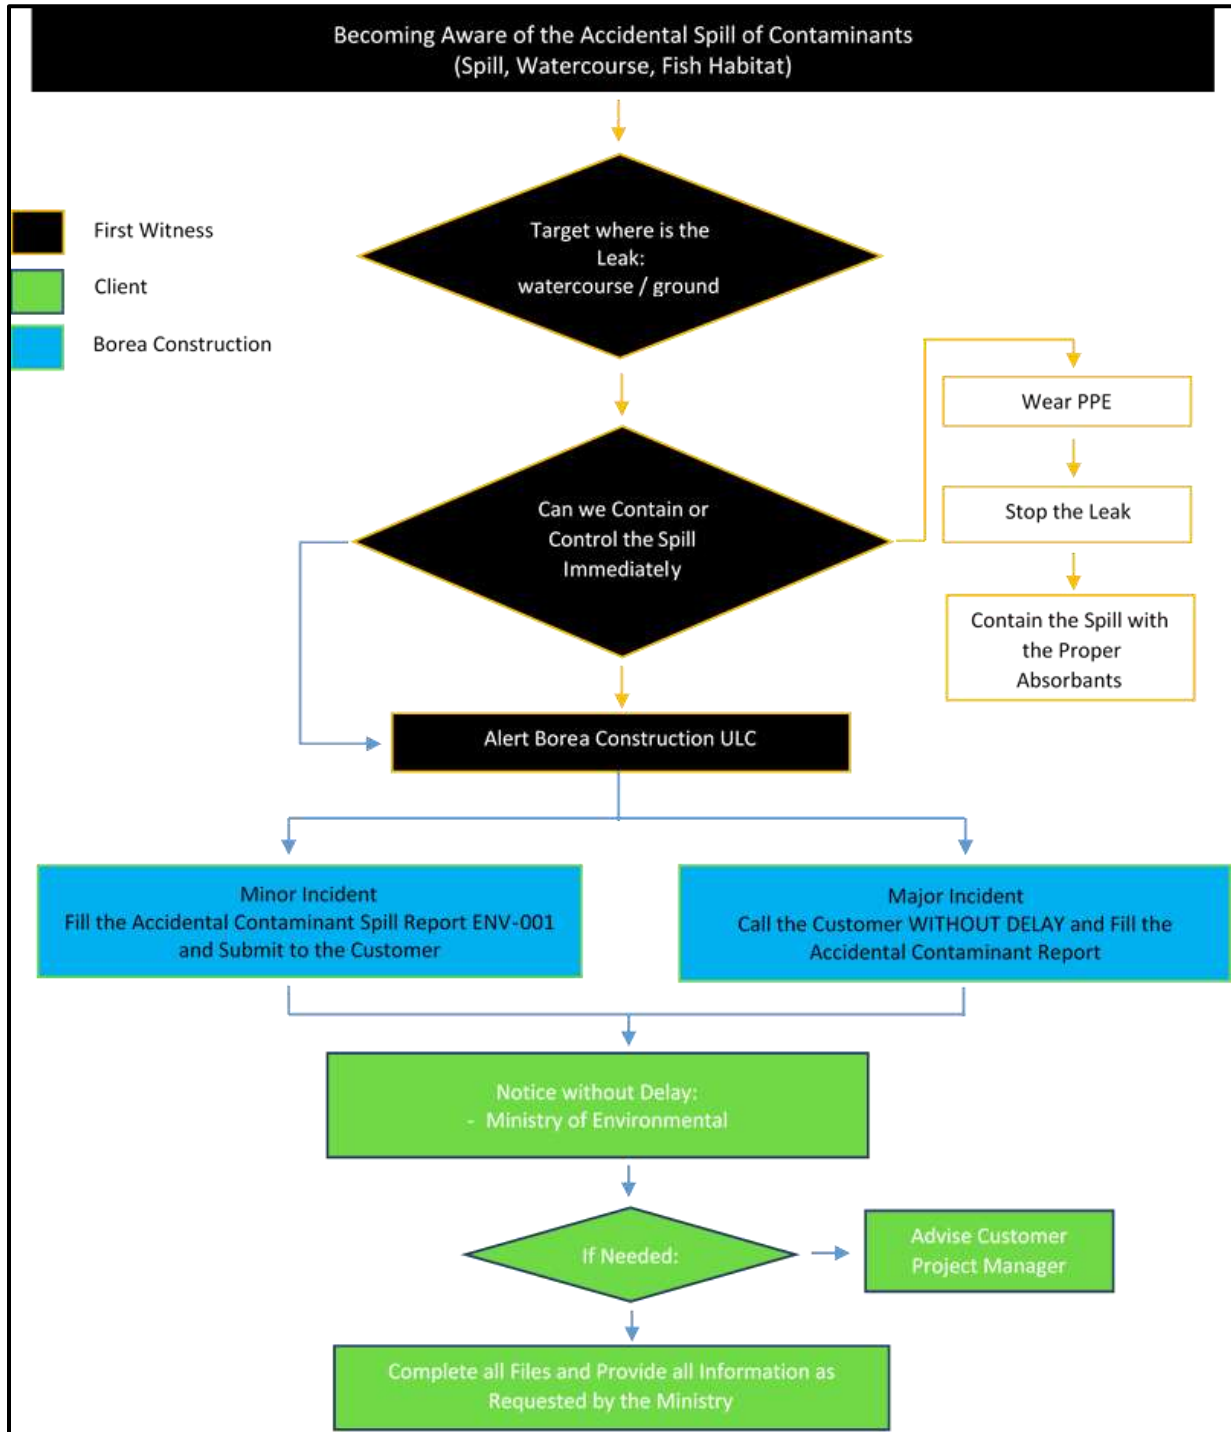 Becoming Aware of the Accidental Spill of Contaminants
(Spill, Watercourse, Fish Habitat)
First Witness
Client
Borea Construction
Target where is the
Leak:
watercourse / ground
Can we Contain or
Control the Spill
Immediately
Wear PPE
Stop the Leak
Contain the Spill with
the Proper
Absorbants
Alert Borea Construction ULC
Minor Incident
Fill the Accidental Contaminant Spill Report ENV-001
and Submit to the Customer
Major Incident
Call the Customer WITHOUT DELAY and Fill the
Accidental Contaminant Report
Notice without Delay:
- Ministry of Environmental
If Needed:
Advise Customer
Project Manager
Complete all Files and Provide all Information as
Requested by the Ministry